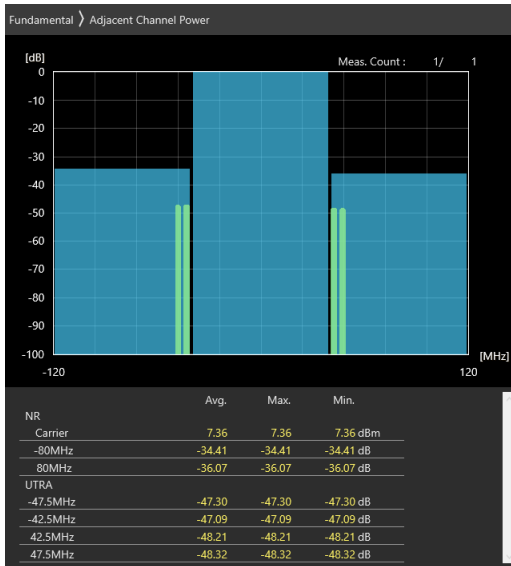 Fundamental 〉 Adjacent Channel Power
[dB]
Meas. Count : 1/ 1
0
-10
-20
-30
-40
-50
-60
-70
-80
-90
-100
[MHz]
-120 120
Avg. Max. Min.
NR
Carrier 7.36 7.36 7.36 dBm
-80MHz -34.41 -34.41 -34.41 dB
80MHz -36.07 -36.07 -36.07 dB
UTRA
-47.5MHz -47.30 -47.30 -47.30 dB
-42.5MHz -47.09 -47.09 -47.09 dB
42.5MHz -48.21 -48.21 -48.21 dB
47.5MHz -48.32 -48.32 -48.32 dB